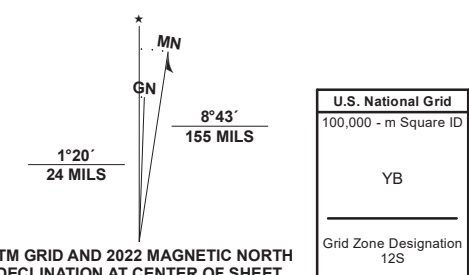 ★
MN
GN
8°43´
155 MILS
1°20´
24 MILS
TM GRID AND 2022 MAGNETIC NORTH
DECLINATION AT CENTER OF SHEET
U.S. National Grid
100,000 - m Square ID
YB
Grid Zone Designation
12S